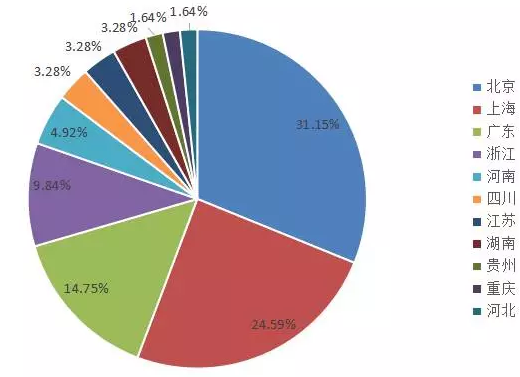 1.64%
1.64%
3.28%
3.28%
3.28%
4.92%
9.84%
14.75%
24.59%
31.15%
北京
上海
广东
浙江
河南
四川
江苏
湖南
贵州
重庆
河北